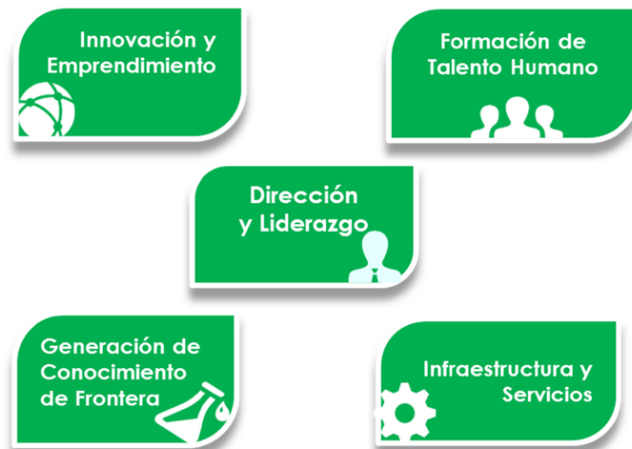 Innovación y
Emprendimiento
Formación de
Talento Humano
Dirección
y Liderazgo
Generación de
Conocimiento
de Frontera
Infraestructura y
Servicios